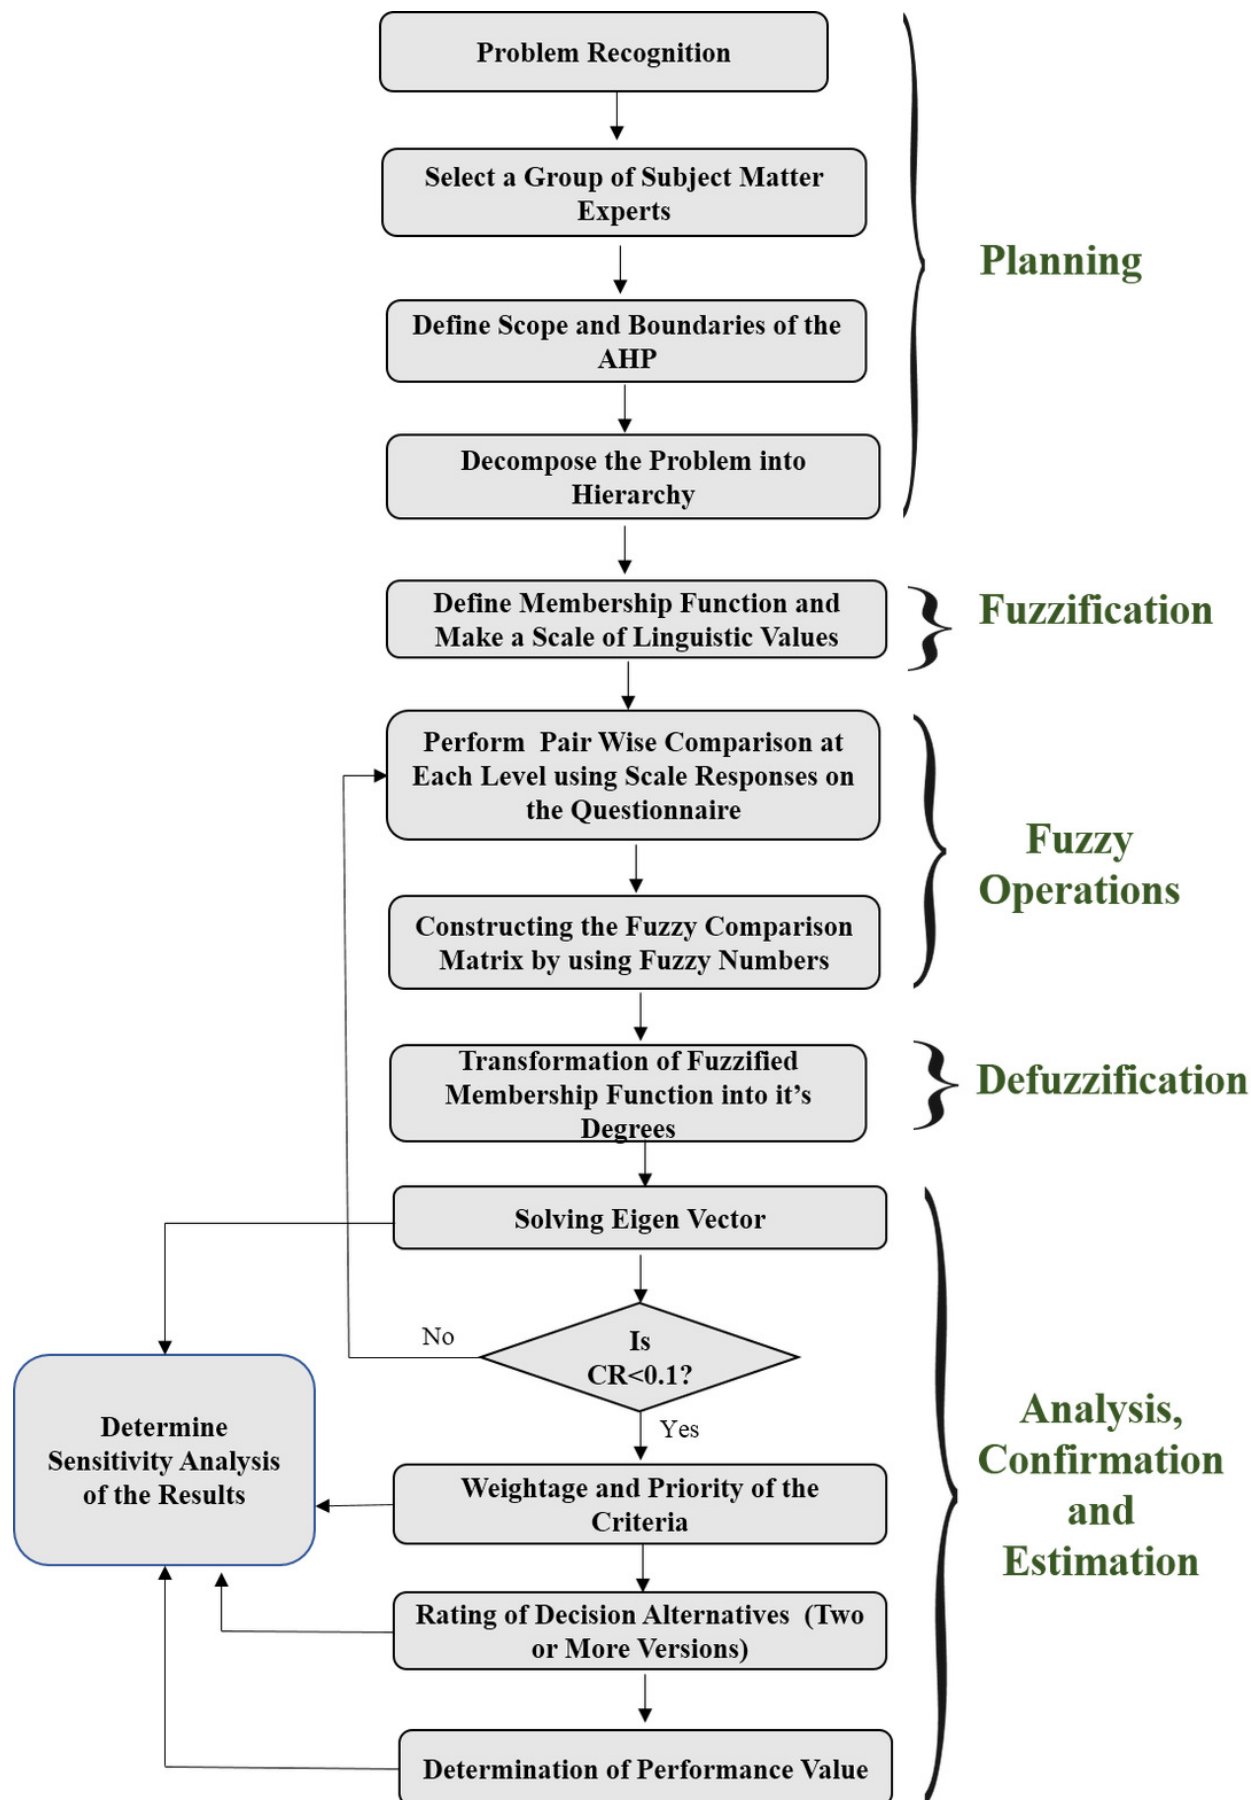 Problem Recognition
Select a Group of Subject Matter
Experts
Planning
Define Scope and Boundaries of the
AHP
Decompose the Problem into
Hierarchy
Define Membership Function and
Make a Scale of Linguistic Values
Fuzzification
Perform Pair Wise Comparison at
Each Level using Scale Responses on
the Questionnaire
Fuzzy
Operations
Constructing the Fuzzy Comparison
Matrix by using Fuzzy Numbers
Transformation of Fuzzified
Membership Function into it's
Degrees
Defuzzification
Solving Eigen Vector
Is
CR<0.1?
No
Yes
Determine
Sensitivity Analysis
of the Results
Analysis,
Confirmation
and
Estimation
Weightage and Priority of the
Criteria
Rating of Decision Alternatives (Two
or More Versions)
Determination of Performance Value